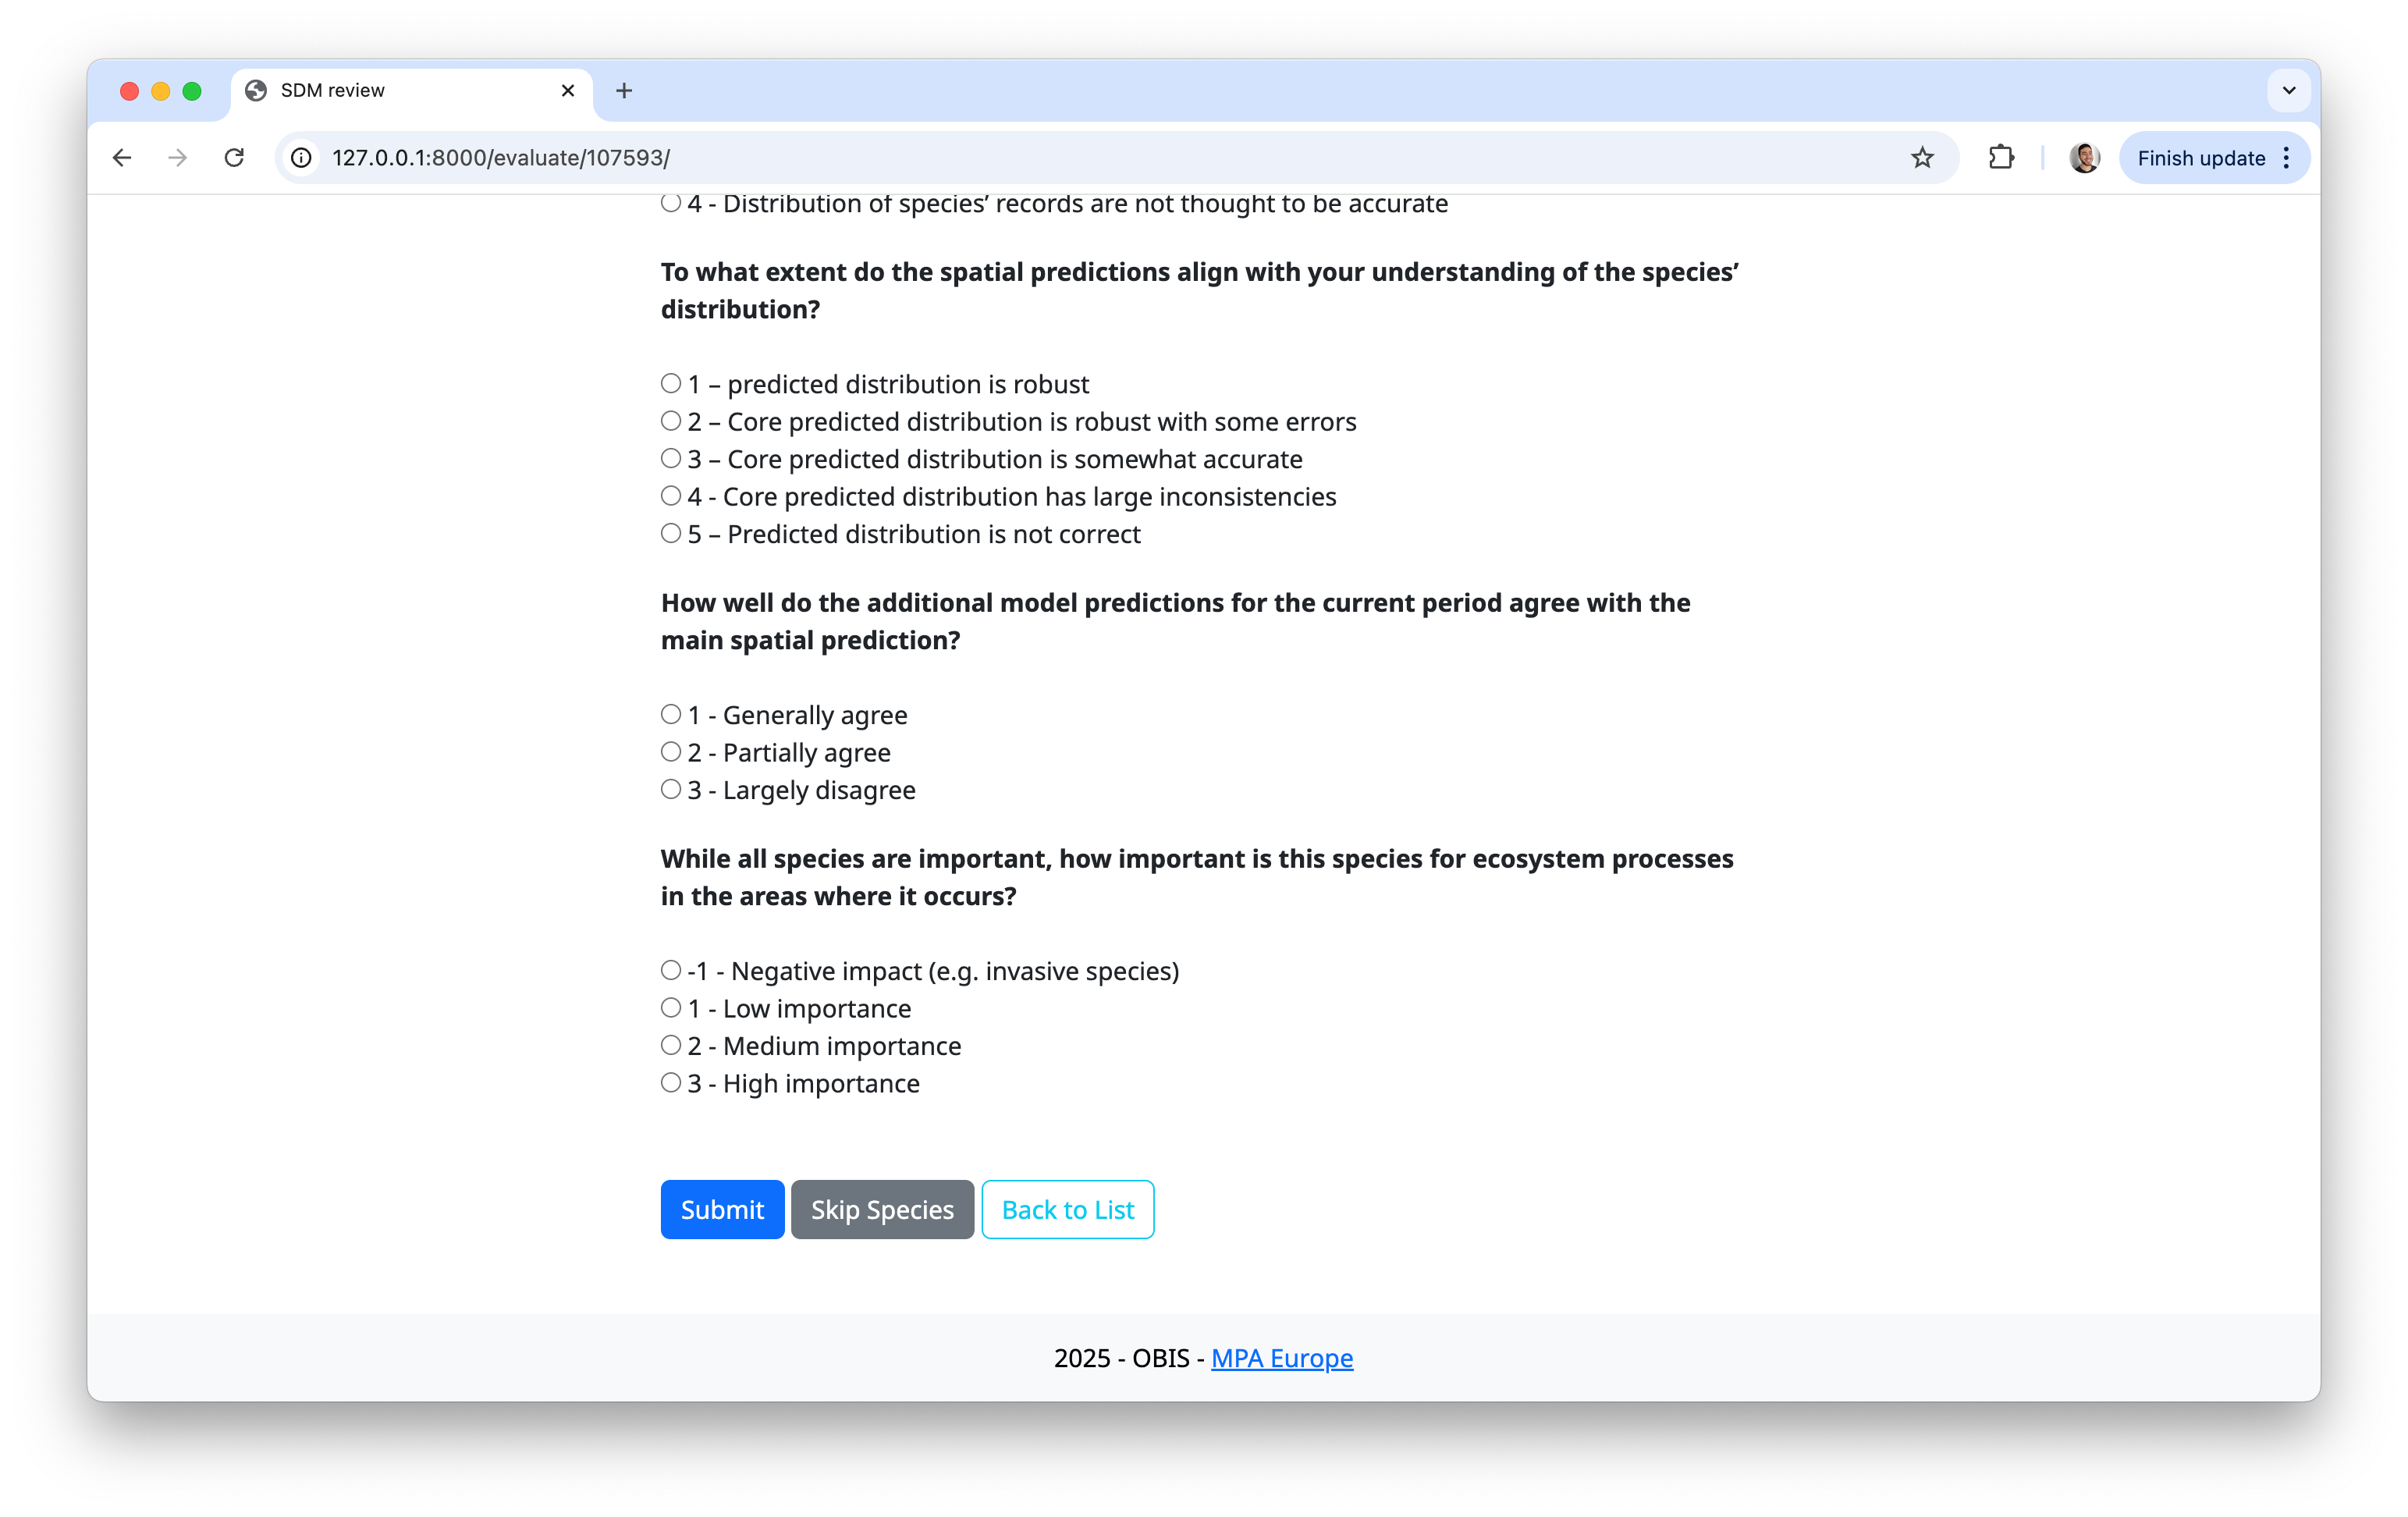 SDM review
127.0.0.1:8000/evaluate/107593/
Finish update
4 - Distribution of species’ records are not thought to be accurate
To what extent do the spatial predictions align with your understanding of the species’
distribution?
1 – predicted distribution is robust
2 – Core predicted distribution is robust with some errors
3 – Core predicted distribution is somewhat accurate
4 - Core predicted distribution has large inconsistencies
5 – Predicted distribution is not correct
How well do the additional model predictions for the current period agree with the
main spatial prediction?
1 - Generally agree
2 - Partially agree
3 - Largely disagree
While all species are important, how important is this species for ecosystem processes
in the areas where it occurs?
-1 - Negative impact (e.g. invasive species)
1 - Low importance
2 - Medium importance
3 - High importance
Submit Skip Species Back to List
2025 - OBIS - MPA Europe